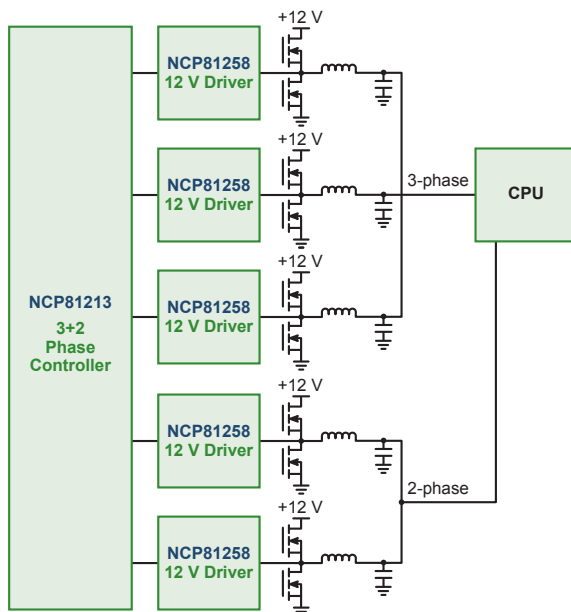 +12 V
NCP81258
12 V Driver
+12 V
NCP81258
12 V Driver
3-phase
CPU
+12 V
NCP81213
3+2
Phase
Controller
NCP81258
12 V Driver
+12 V
NCP81258
12 V Driver
2-phase
+12 V
NCP81258
12 V Driver